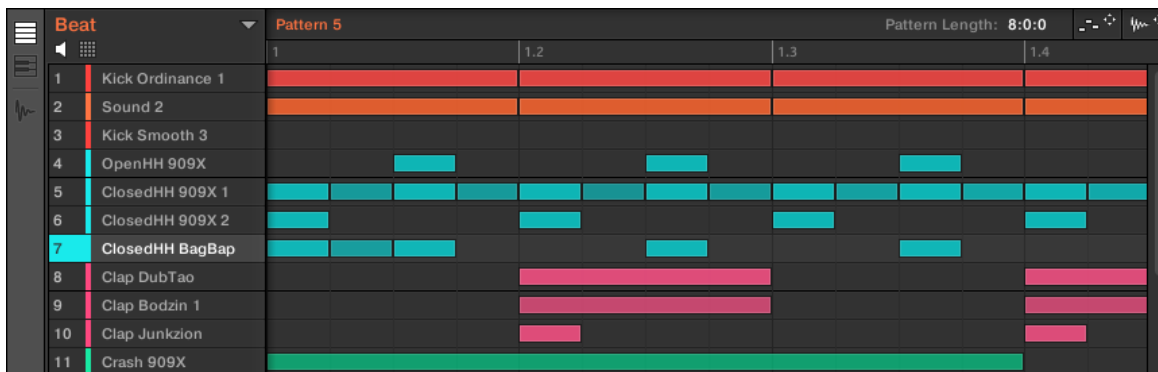 Beat Pattern 5 Pattern Length: 8:0:0
1 1.2 1.3 1.4
1 Kick Ordinance 1
2 Sound 2
3 Kick Smooth 3
4 OpenHH 909X
5 ClosedHH 909X 1
6 ClosedHH 909X 2
7 ClosedHH BagBap
8 Clap DubTao
9 Clap Bodzin 1
10 Clap Junkzion
11 Crash 909X